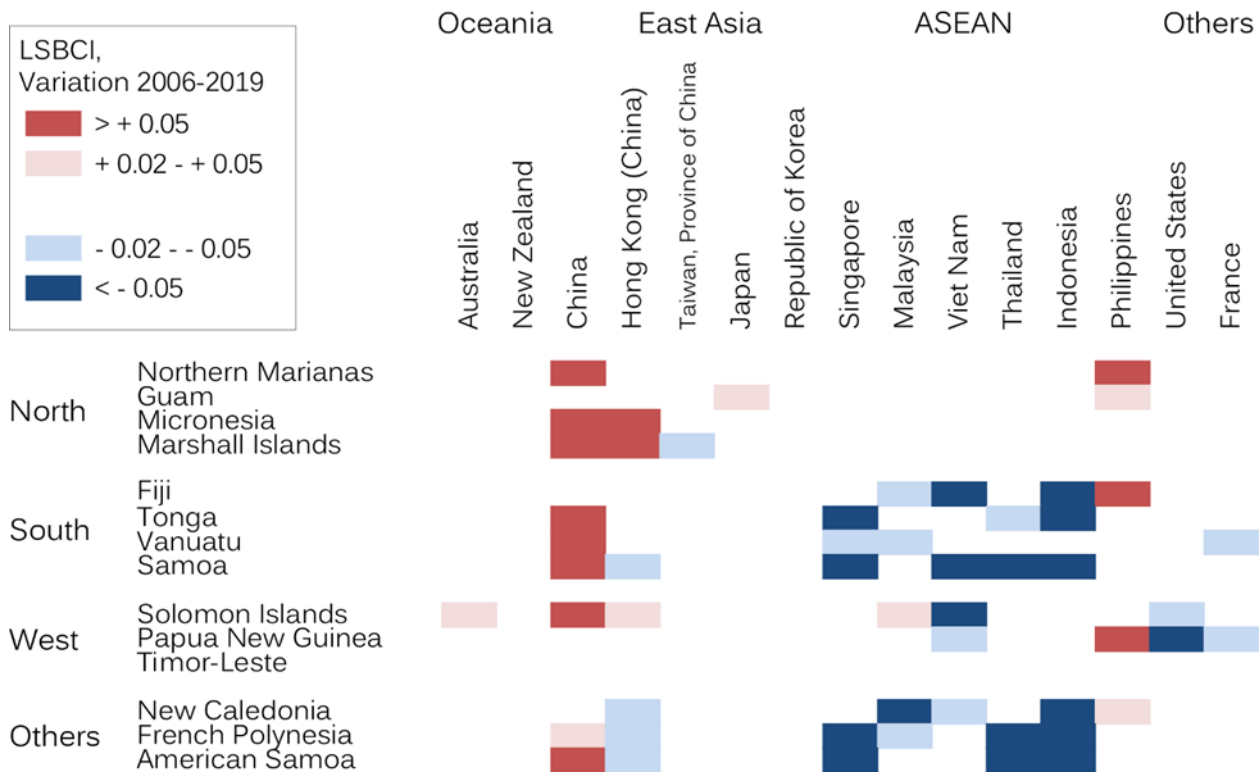 Oceania East Asia ASEAN Others
LSBCI,
Variation 2006-2019
> + 0.05
+ 0.02 - + 0.05
- 0.02 - - 0.05
< - 0.05
Australia
New Zealand
China
Hong Kong (China)
Taiwan, Province of China
Japan
Republic of Korea
Singapore
Malaysia
Viet Nam
Thailand
Indonesia
Philippines
United States
France
North
Northern Marianas
Guam
Micronesia
Marshall Islands
South
Fiji
Tonga
Vanuatu
Samoa
West
Solomon Islands
Papua New Guinea
Timor-Leste
Others
New Caledonia
French Polynesia
American Samoa